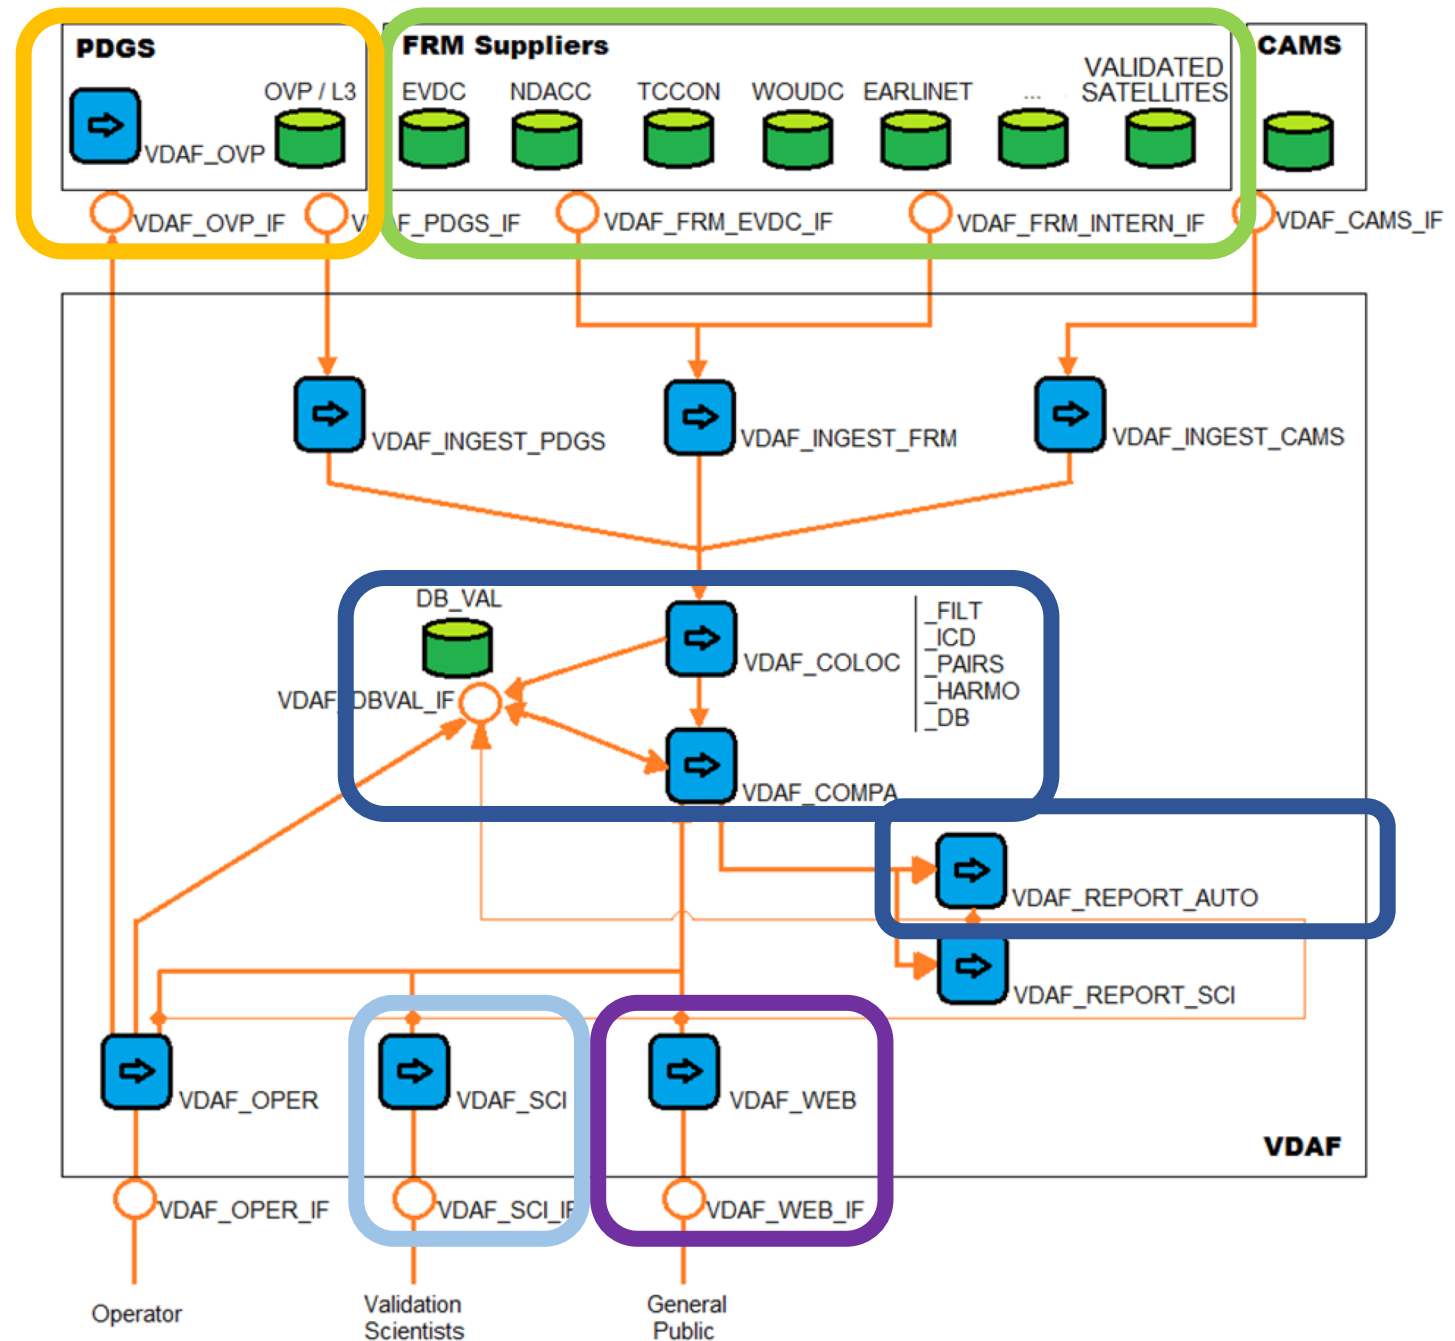 PDGS
FRM Suppliers
CAMS
OVP / L3
EVDC
NDACC
TCCON
WOUDC
EARLINET
...
VALIDATED
SATELLITES
VDAF_OVP
VDAF_OVP_IF
VDAF_PDGS_IF
VDAF_FRM_EVDC_IF
VDAF_FRM_INTERN_IF
VDAF_CAMS_IF
VDAF_INGEST_PDGS
VDAF_INGEST_FRM
VDAF_INGEST_CAMS
DB_VAL
VDAF_DBVAL_IF
VDAF_COLOC
_FILT
_ICD
_PAIRS
_HARMO
_DB
VDAF_COMPA
VDAF_REPORT_AUTO
VDAF_REPORT_SCI
VDAF_OPER
VDAF_SCI
VDAF_WEB
VDAF
VDAF_OPER_IF
VDAF_SCI_IF
VDAF_WEB_IF
Operator
Validation
Scientists
General
Public